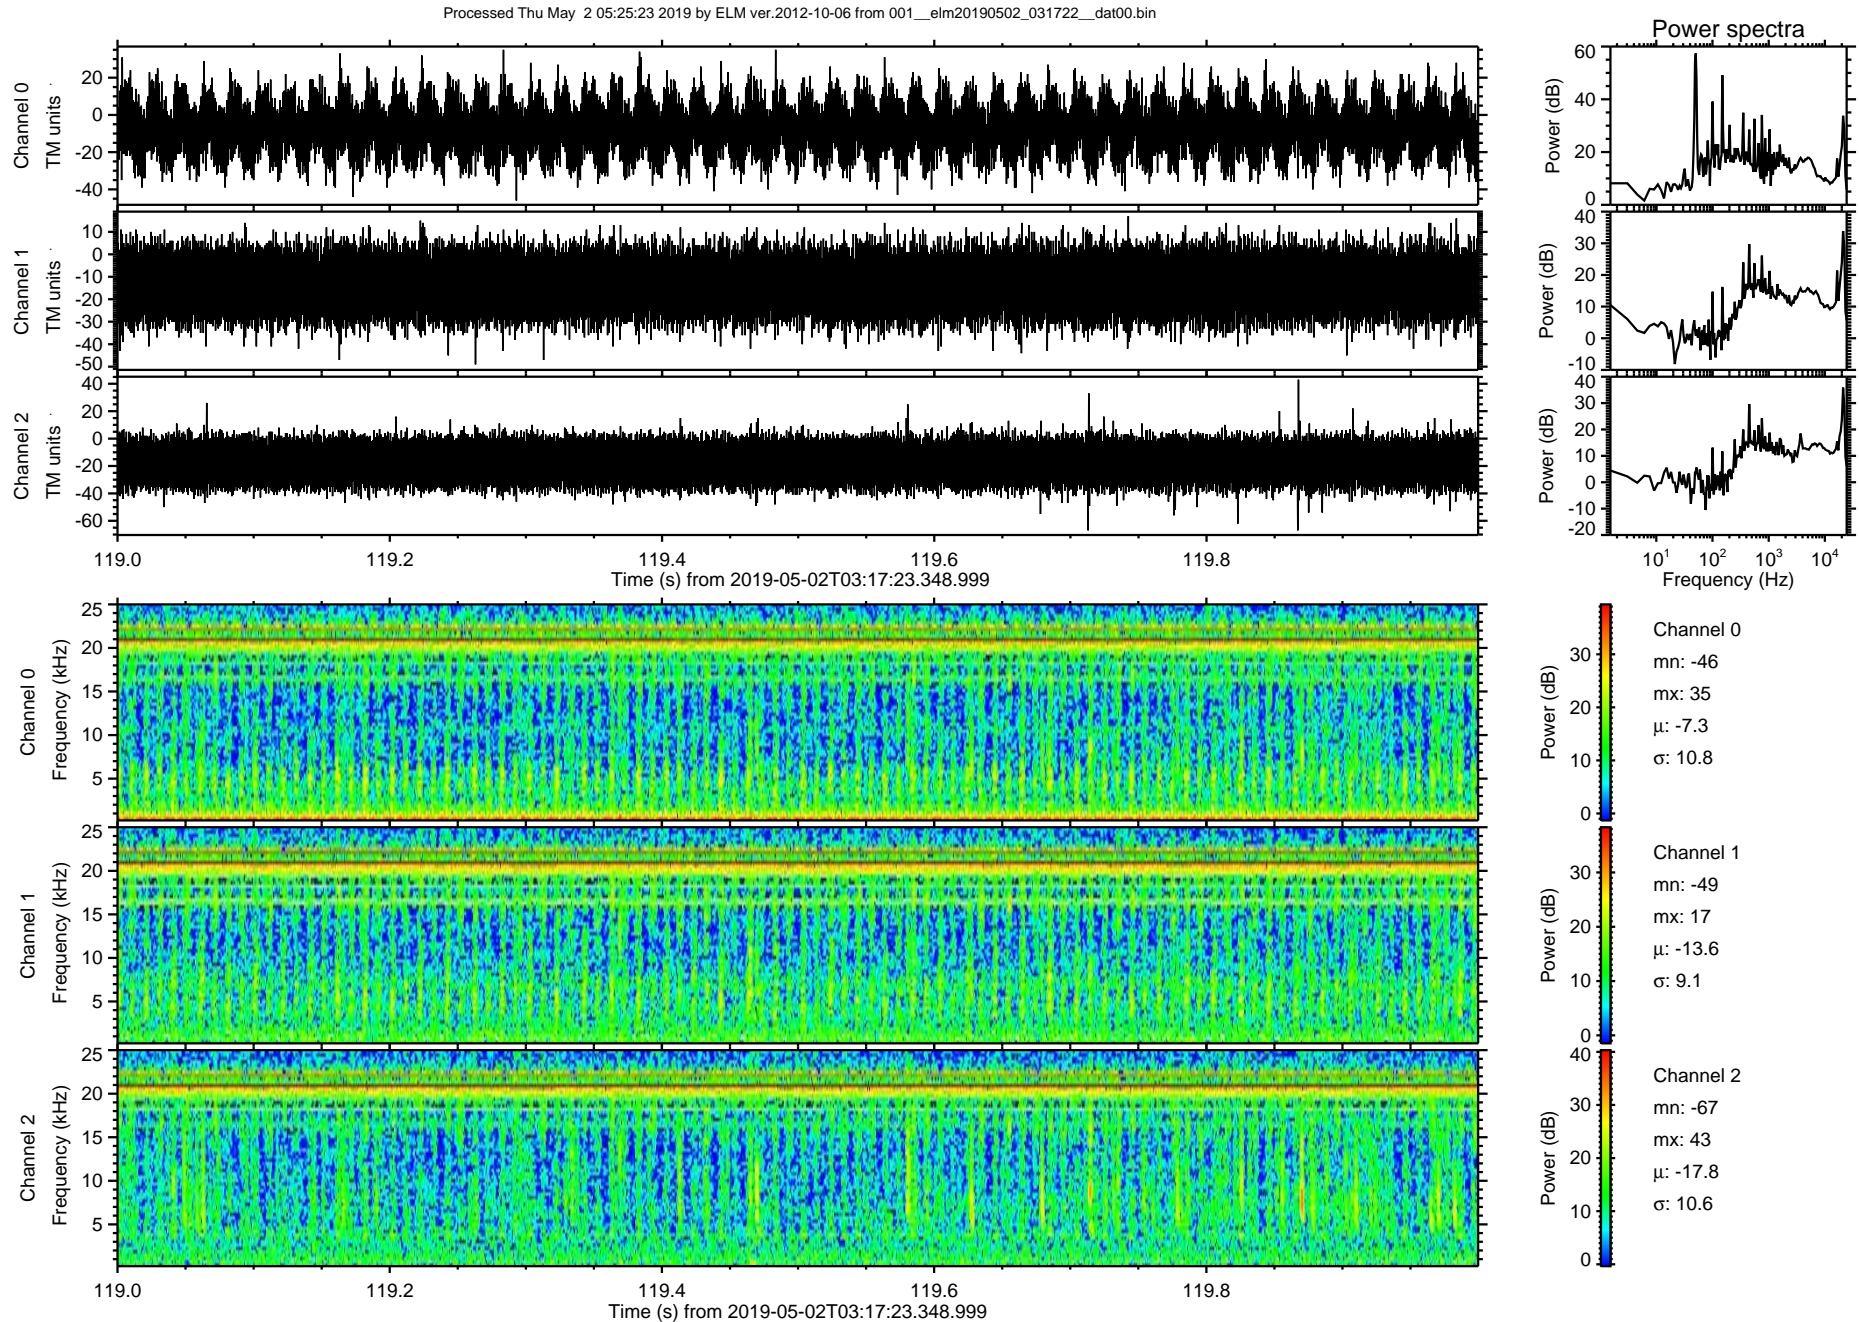 Processed Thu May  2 05:25:23 2019 by ELM ver.2012-10-06 from 001__elm20190502_031722__dat00.bin
Power spectra
Channel 0
TM units
20
0
-20
-40
Power (dB)
60
40
20
0
Channel 1
TM units
10
0
-10
-20
-30
-40
-50
Power (dB)
40
30
20
10
0
-10
Channel 2
TM units
40
20
0
-20
-40
-60
Power (dB)
40
30
20
10
0
-10
-20
119.0 119.2 119.4 119.6 119.8
Time (s) from 2019-05-02T03:17:23.348.999
10^1 10^2 10^3 10^4
Frequency (Hz)
Channel 0
Frequency (kHz)
25
20
15
10
5
Power (dB)
30
20
10
0
Channel 0
mn: -46
mx: 35
μ: -7.3
σ: 10.8
Channel 1
Frequency (kHz)
25
20
15
10
5
Power (dB)
30
20
10
0
Channel 1
mn: -49
mx: 17
μ: -13.6
σ: 9.1
Channel 2
Frequency (kHz)
25
20
15
10
5
Power (dB)
40
30
20
10
0
Channel 2
mn: -67
mx: 43
μ: -17.8
σ: 10.6
119.0 119.2 119.4 119.6 119.8
Time (s) from 2019-05-02T03:17:23.348.999